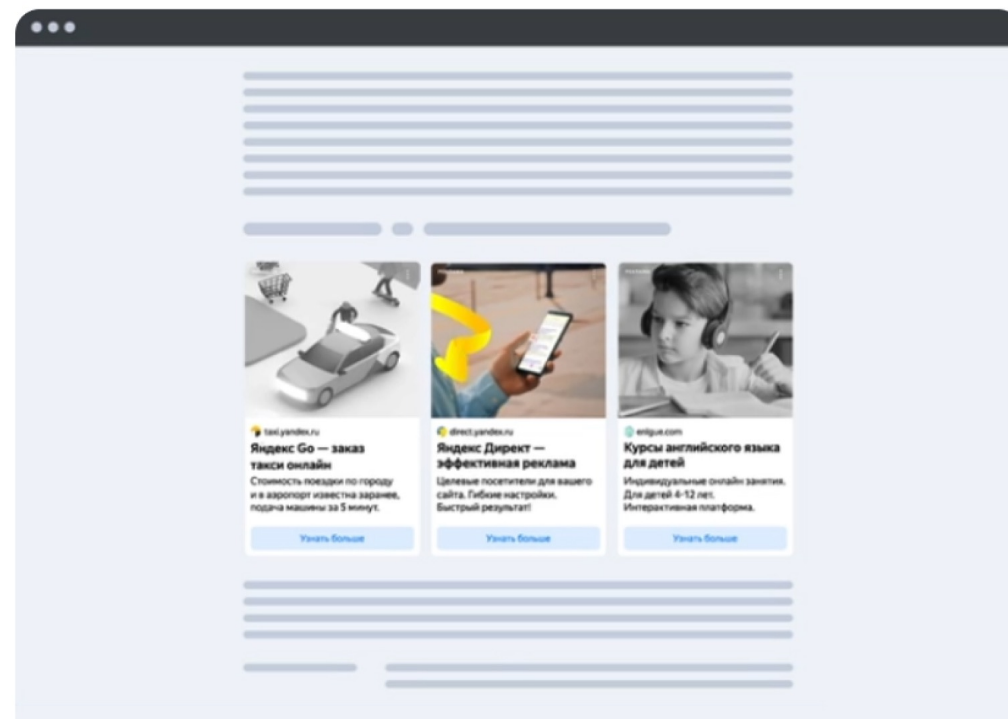 taxi.yandex.ru
Яндекс Go — заказ
такси онлайн
Стоимость поездки по городу
и в аэропорт известна заранее,
подача машины за 5 минут.
Узнать больше
direct.yandex.ru
Яндекс Директ —
эффективная реклама
Целевые посетители для вашего
сайта. Гибкие настройки.
Быстрый результат!
Узнать больше
enlgue.com
Курсы английского языка
для детей
Индивидуальные онлайн занятия.
Для детей 4-12 лет.
Интерактивная платформа.
Узнать больше